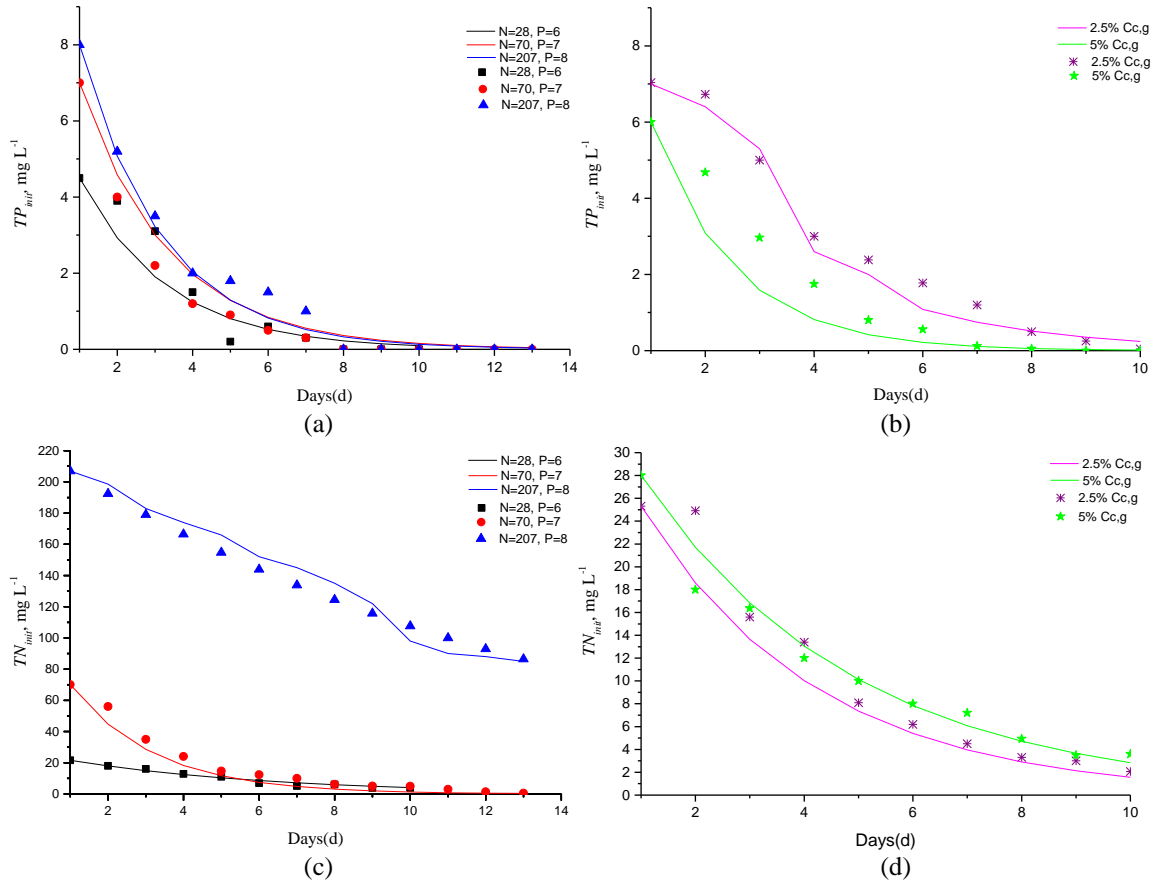 N=28, P=6
N=70, P=7
N=207, P=8
N=28, P=6
N=70, P=7
N=207, P=8
8
6
4
2
0
TP_init, mg L⁻¹
2 4 6 8 10 12 14
Days(d)
(a)
2.5% Cc,g
5% Cc,g
2.5% Cc,g
5% Cc,g
8
6
4
2
0
TP_init, mg L⁻¹
2 4 6 8 10
Days(d)
(b)
N=28, P=6
N=70, P=7
N=207, P=8
N=28, P=6
N=70, P=7
N=207, P=8
220
200
180
160
140
120
100
80
60
40
20
0
TN_init, mg L⁻¹
2 4 6 8 10 12 14
Days(d)
(c)
2.5% Cc,g
5% Cc,g
2.5% Cc,g
5% Cc,g
30
28
26
24
22
20
18
16
14
12
10
8
6
4
2
0
TN_init, mg L⁻¹
2 4 6 8 10
Days(d)
(d)